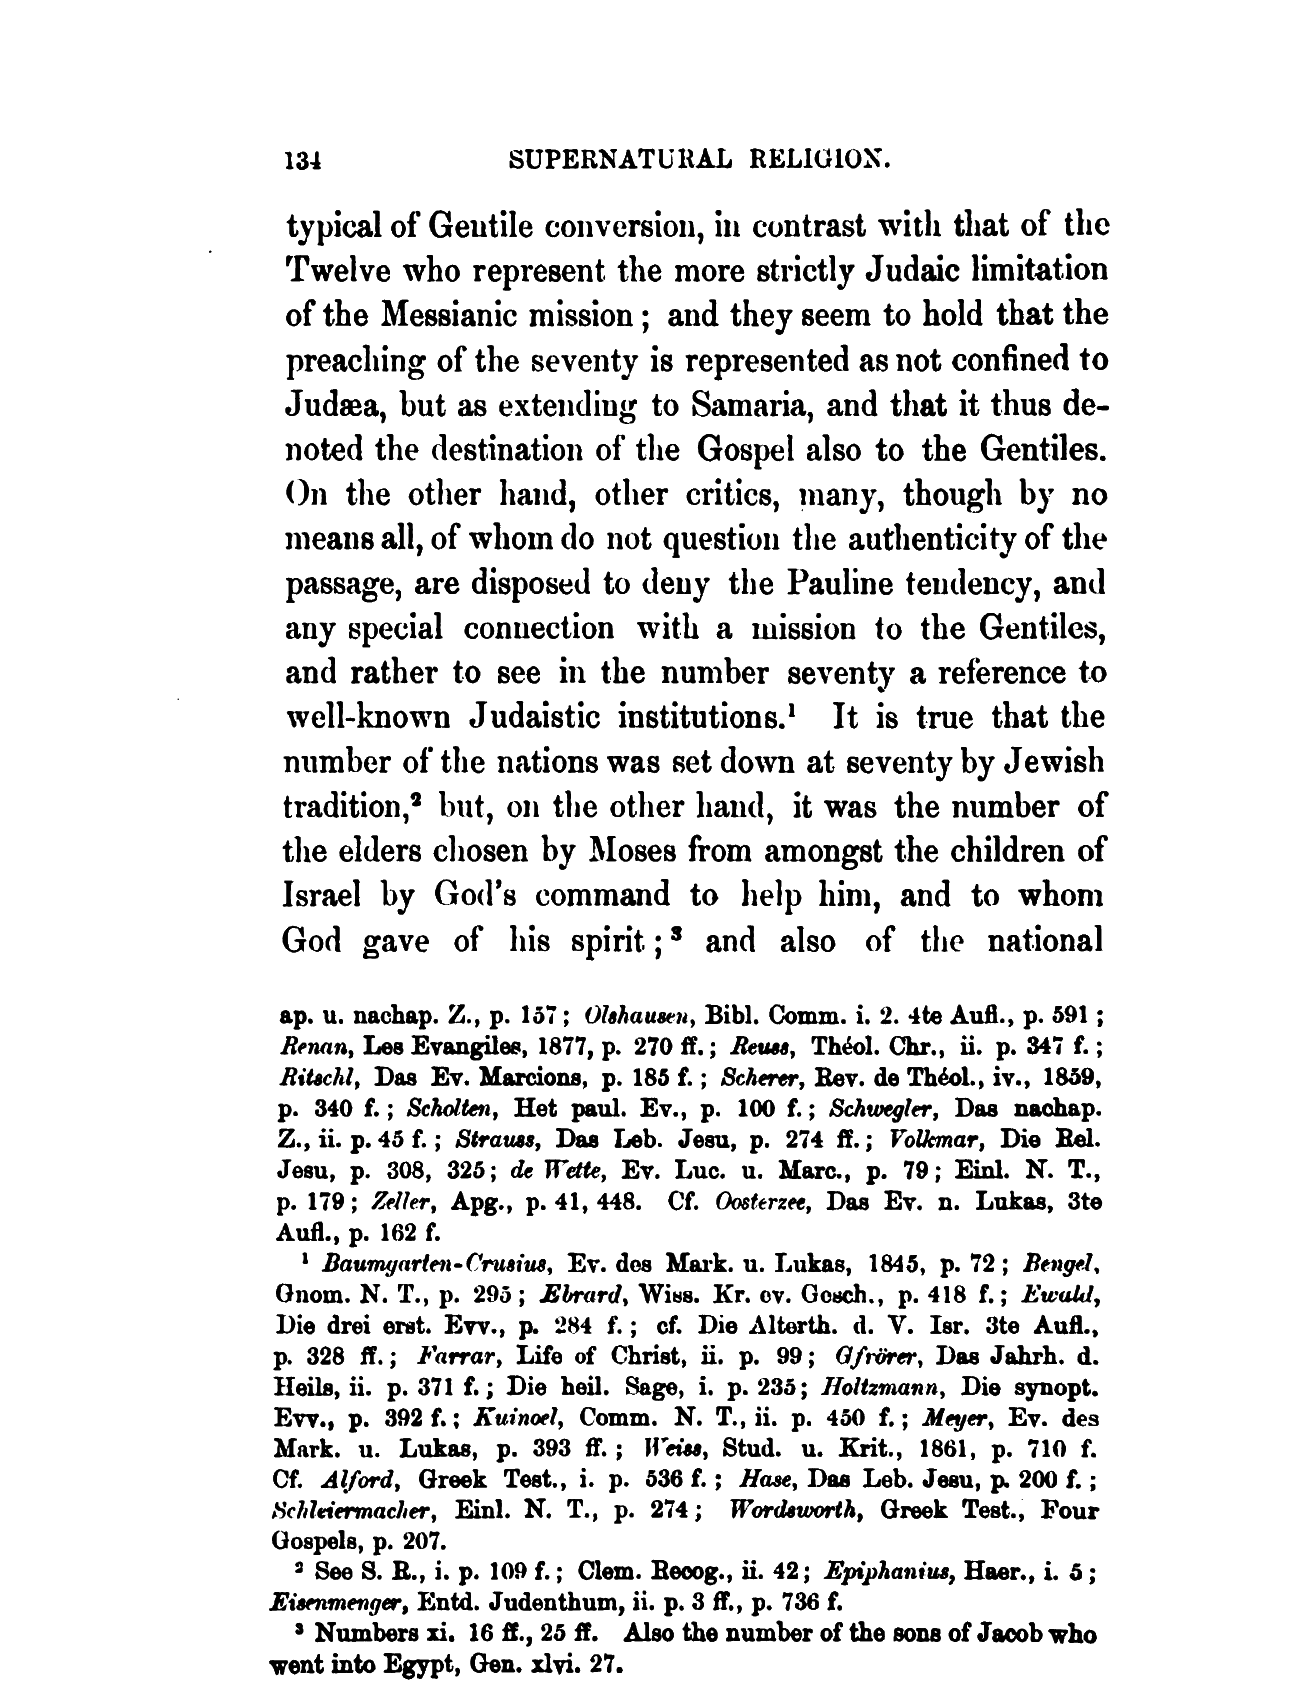 134 SUPERNATURAL RELIGION.
typical of Gentile conversion, in contrast with that of the
Twelve who represent the more strictly Judaic limitation
of the Messianic mission; and they seem to hold that the
preaching of the seventy is represented as not confined to
Judæa, but as extending to Samaria, and that it thus de-
noted the destination of the Gospel also to the Gentiles.
On the other hand, other critics, many, though by no
means all, of whom do not question the authenticity of the
passage, are disposed to deny the Pauline tendency, and
any special connection with a mission to the Gentiles,
and rather to see in the number seventy a reference to
well-known Judaistic institutions.¹ It is true that the
number of the nations was set down at seventy by Jewish
tradition,² but, on the other hand, it was the number of
the elders chosen by Moses from amongst the children of
Israel by God's command to help him, and to whom
God gave of his spirit;³ and also of the national
ap. u. nachap. Z., p. 157; Olshausen, Bibl. Comm. i. 2. 4te Aufl., p. 591;
Renan, Les Evangiles, 1877, p. 270 ff.; Reuss, Théol. Chr., ii. p. 347 f.;
Ritschl, Das Ev. Marcions, p. 185 f.; Scherer, Rev. de Théol., iv., 1859,
p. 340 f.; Scholten, Het paul. Ev., p. 100 f.; Schwegler, Das nachap.
Z., ii. p. 45 f.; Strauss, Das Leb. Jesu, p. 274 ff.; Volkmar, Die Rel.
Jesu, p. 308, 325; de Wette, Ev. Luc. u. Marc., p. 79; Einl. N. T.,
p. 179; Zeller, Apg., p. 41, 448. Cf. Oosterzee, Das Ev. n. Lukas, 3te
Aufl., p. 162 f.
¹ Baumgarten-Crusius, Ev. des Mark. u. Lukas, 1845, p. 72; Bengel,
Gnom. N. T., p. 295; Ebrard, Wiss. Kr. ev. Gesch., p. 418 f.; Ewald,
Die drei erst. Evv., p. 284 f.; cf. Die Alterth. d. V. Isr. 3te Aufl.,
p. 328 ff.; Farrar, Life of Christ, ii. p. 99; Gfrörer, Das Jahrh. d.
Heils, ii. p. 371 f.; Die heil. Sage, i. p. 235; Holtzmann, Die synopt.
Evv., p. 392 f.; Kuinoel, Comm. N. T., ii. p. 450 f.; Meyer, Ev. des
Mark. u. Lukas, p. 393 ff.; Weiss, Stud. u. Krit., 1861, p. 710 f.
Cf. Alford, Greek Test., i. p. 536 f.; Hase, Das Leb. Jesu, p. 200 f.;
Schleiermacher, Einl. N. T., p. 274; Wordsworth, Greek Test., Four
Gospels, p. 207.
² See S. R., i. p. 109 f.; Clem. Recog., ii. 42; Epiphanius, Haer., i. 5;
Eisenmenger, Entd. Judenthum, ii. p. 3 ff., p. 736 f.
³ Numbers xi. 16 ff., 25 ff. Also the number of the sons of Jacob who
went into Egypt, Gen. xlvi. 27.